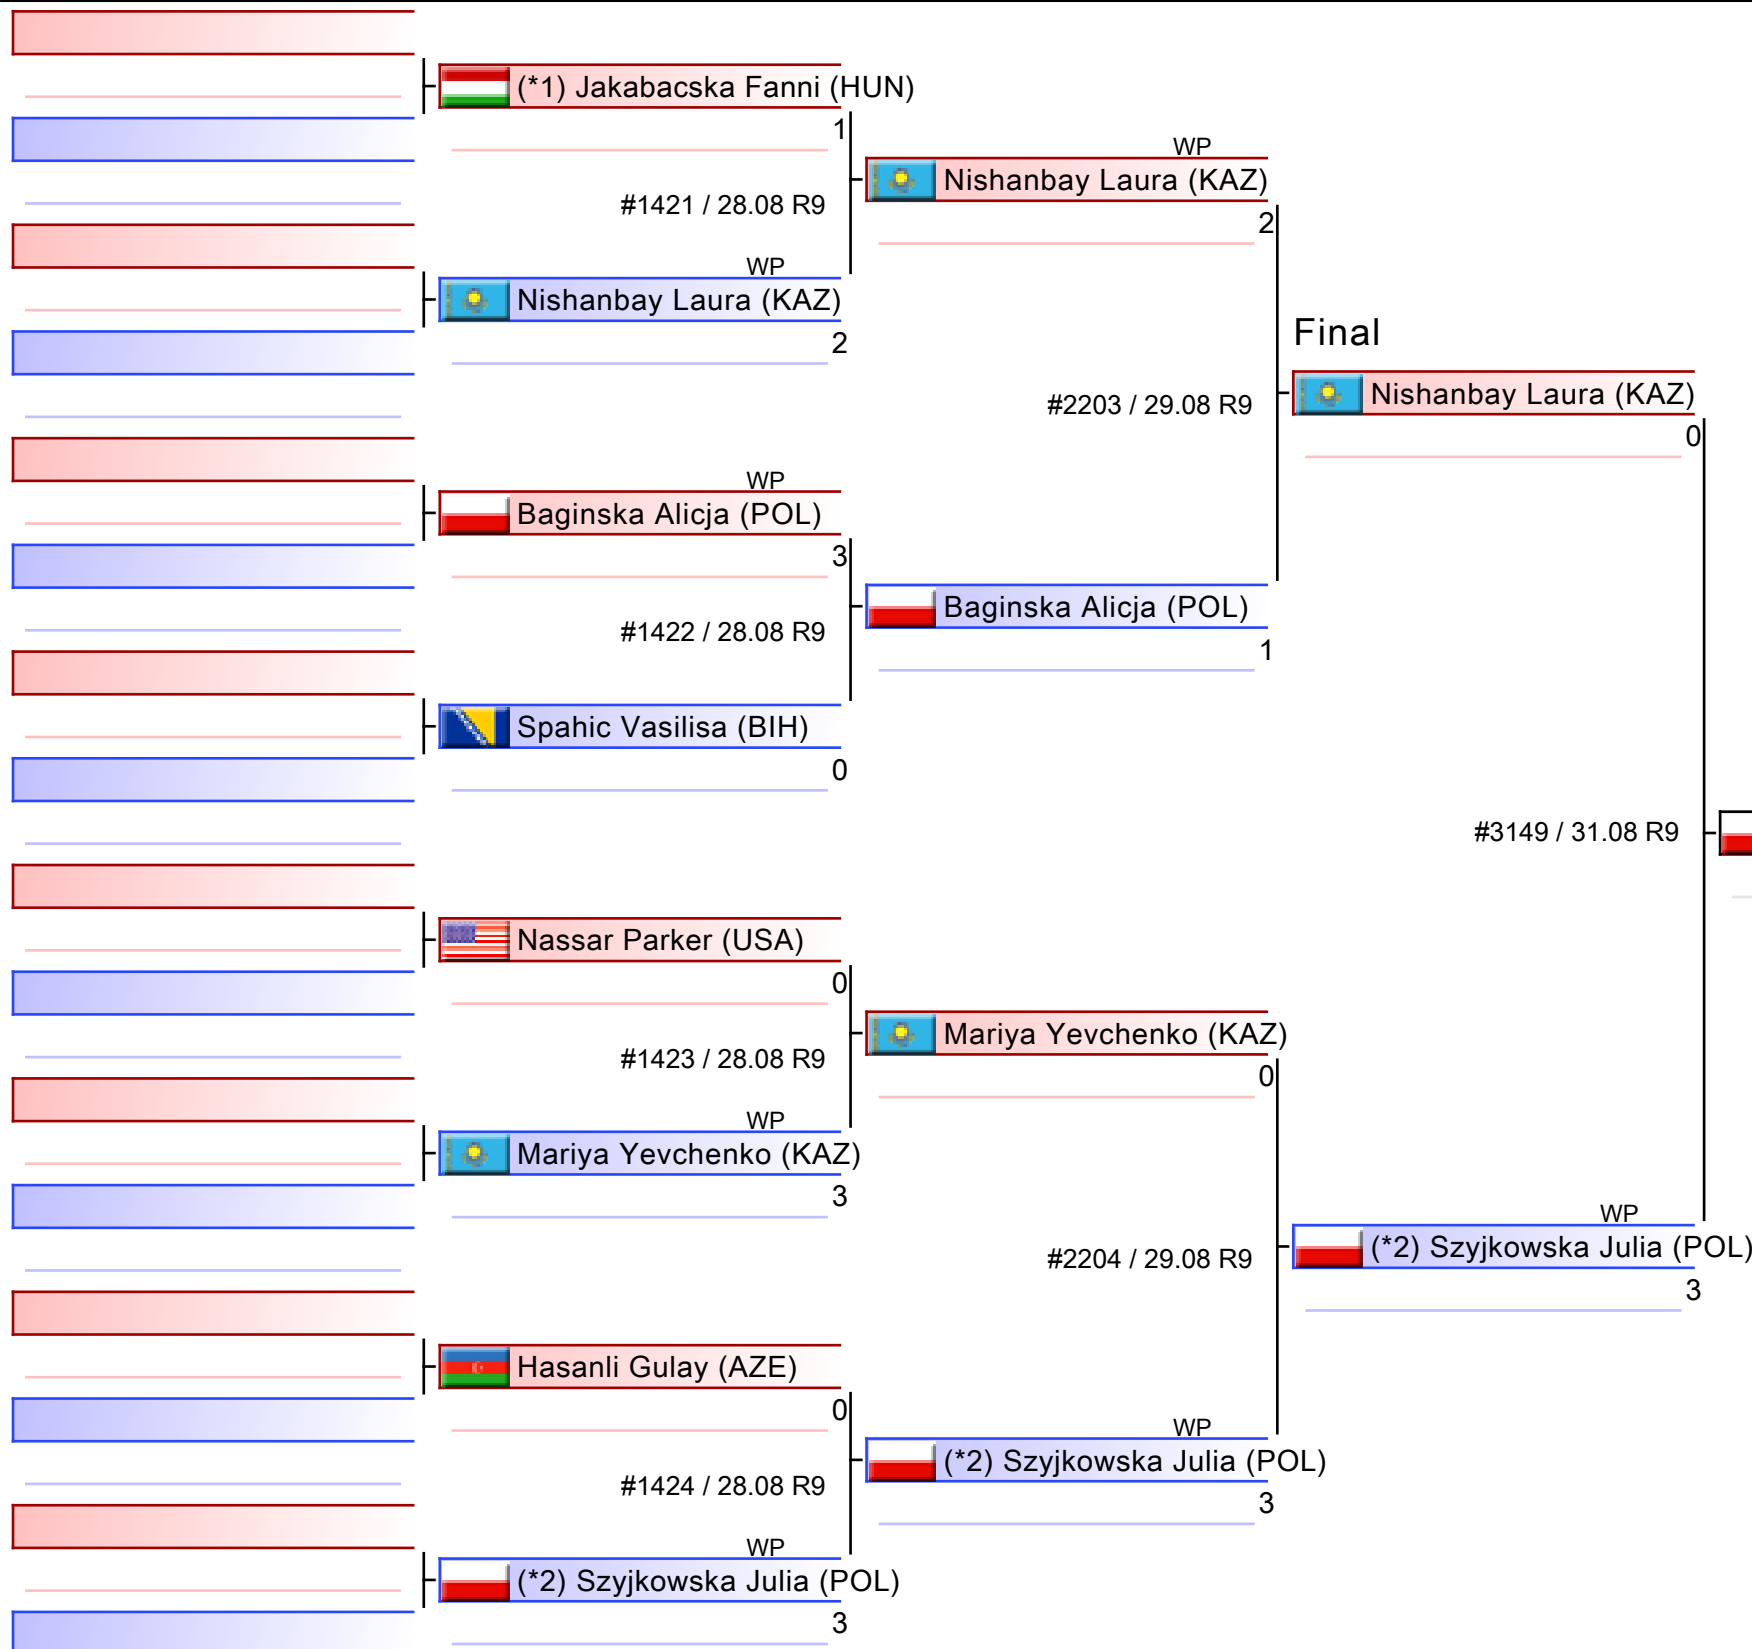 (*1) Jakabacska Fanni (HUN)
1
#1421 / 28.08 R9
WP
Nishanbay Laura (KAZ)
2
WP
Baginska Alicja (POL)
3
#1422 / 28.08 R9
Spahic Vasilisa (BIH)
0
Nassar Parker (USA)
0
#1423 / 28.08 R9
WP
Mariya Yevchenko (KAZ)
3
Hasanli Gulay (AZE)
0
#1424 / 28.08 R9
WP
(*2) Szyjkowska Julia (POL)
3
WP
Nishanbay Laura (KAZ)
2
#2203 / 29.08 R9
Baginska Alicja (POL)
1
Mariya Yevchenko (KAZ)
0
#2204 / 29.08 R9
WP
(*2) Szyjkowska Julia (POL)
3
Final
Nishanbay Laura (KAZ)
0
#3149 / 31.08 R9
WP
(*2) Szyjkowska Julia (POL)
3